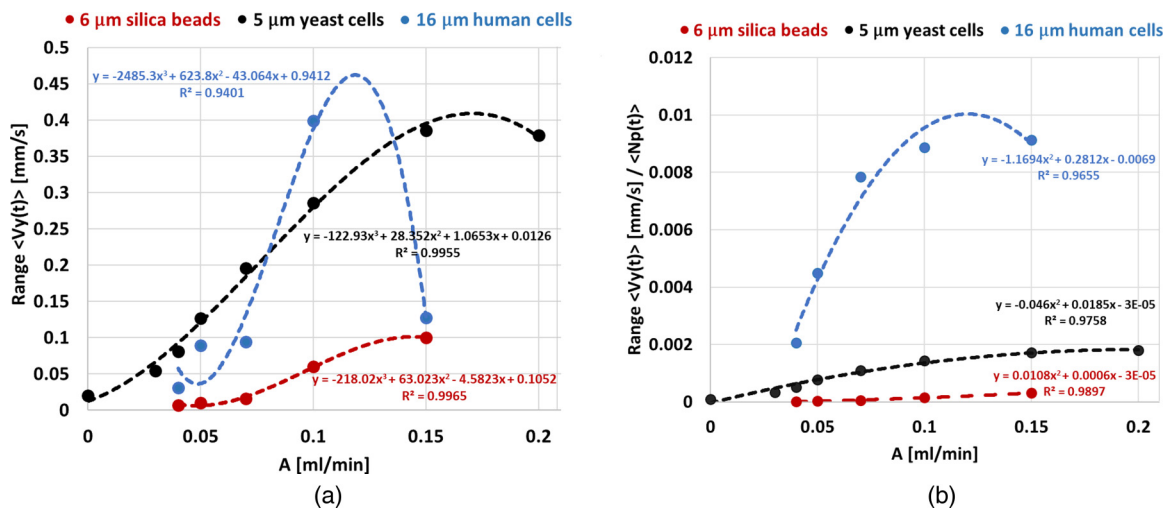 6 μm silica beads 5 μm yeast cells 16 μm human cells
0.5
0.45
0.4
0.35
0.3
0.25
0.2
0.15
0.1
0.05
0
Range <Vy(t)> [mm/s]
y = -2485.3x³ + 623.8x² - 43.064x + 0.9412
R² = 0.9401
y = -122.93x³ + 28.352x² + 1.0653x + 0.0126
R² = 0.9955
y = -218.02x³ + 63.023x² - 4.5823x + 0.1052
R² = 0.9965
0 0.05 0.1 0.15 0.2
A [ml/min]
(a)
6 μm silica beads 5 μm yeast cells 16 μm human cells
0.012
0.01
0.008
0.006
0.004
0.002
0
Range <Vy(t)> [mm/s] / <Np(t)>
y = -1.1694x² + 0.2812x - 0.0069
R² = 0.9655
y = -0.046x² + 0.0185x - 3E-05
R² = 0.9758
y = 0.0108x² + 0.0006x - 3E-05
R² = 0.9897
0 0.05 0.1 0.15 0.2
A [ml/min]
(b)